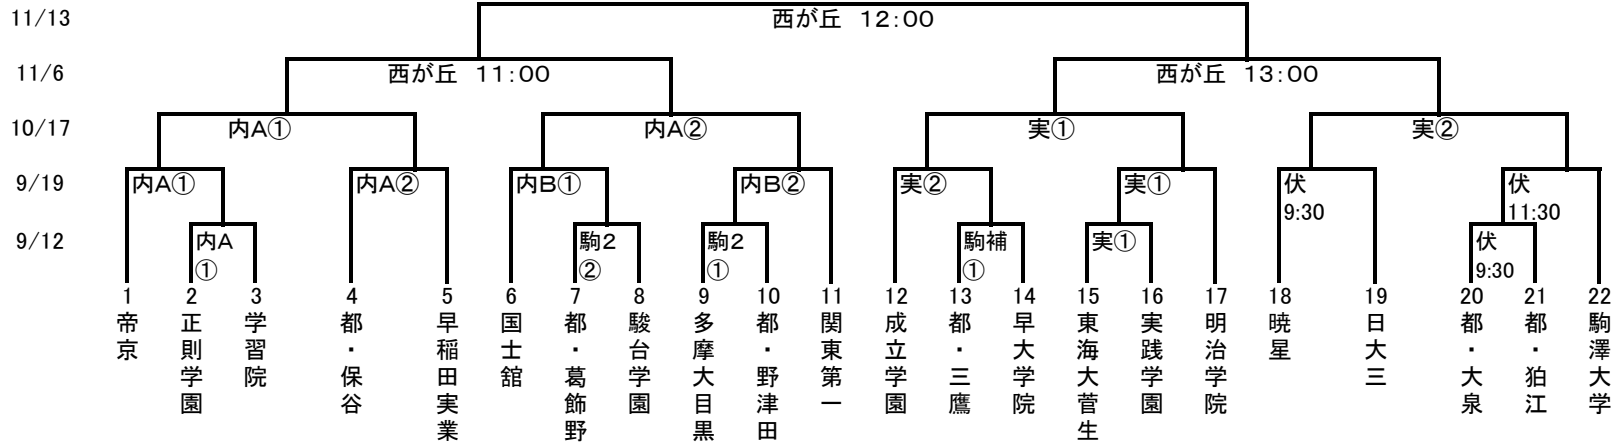 11/13 西が丘 12:00
11/6 西が丘 11:00 西が丘 13:00
10/17 内A① 内A② 実① 実②
9/19 内A① 内A② 内B① 内B② 実② 実① 伏 伏
9:30 11:30
9/12 内A 駒2 駒2 駒補 実① 伏
① ② ① ① 9:30
1 2 3 4 5 6 7 8 9 10 11 12 13 14 15 16 17 18 19 20 21 22
帝京
正則学園
学習院
都・保谷
早稲田実業
国士舘
都・葛飾野
駿台学園
多摩大目黒
都・野津田
関東第一
成立学園
都・三鷹
早大学院
東海大菅生
実践学園
明治学院
暁星
日大三
都・大泉
都・狛江
駒澤大学